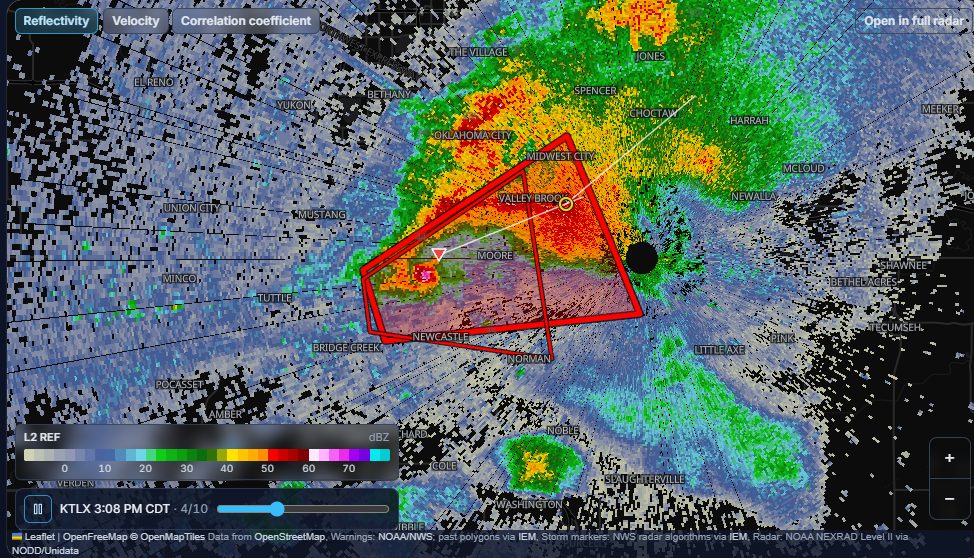 Reflectivity
Velocity
Correlation coefficient
Open in full radar
THE VILLAGE
JONES
EL RENO
BETHANY
SPENCER
YUKON
CHOCTAW
MEEKER
HARRAH
OKLAHOMA CITY
MIDWEST CITY
MCLOUD
VALLEY BROO
NEWALLA
UNION CITY
MUSTANG
MOORE
SHAWNEE
MINCO
BETHEL ACRES
TUTTLE
TECUMSEH
NEWCASTLE
PINK
BRIDGE CREEK
LITTLE AXE
NORMAN
POCASSET
AMBER
NOBLE
CHARD
L2 REF
dBZ
COLE
0 10 20 30 40 50 60 70
SLAUGHTERVILLE
VERDEN
WASHINGTON
KTLX 3:08 PM CDT · 4/10
IBBLE
+
−
Leaflet | OpenFreeMap © OpenMapTiles Data from OpenStreetMap, Warnings: NOAA/NWS; past polygons via IEM, Storm markers: NWS radar algorithms via IEM, Radar: NOAA NEXRAD Level II via
NODD/Unidata